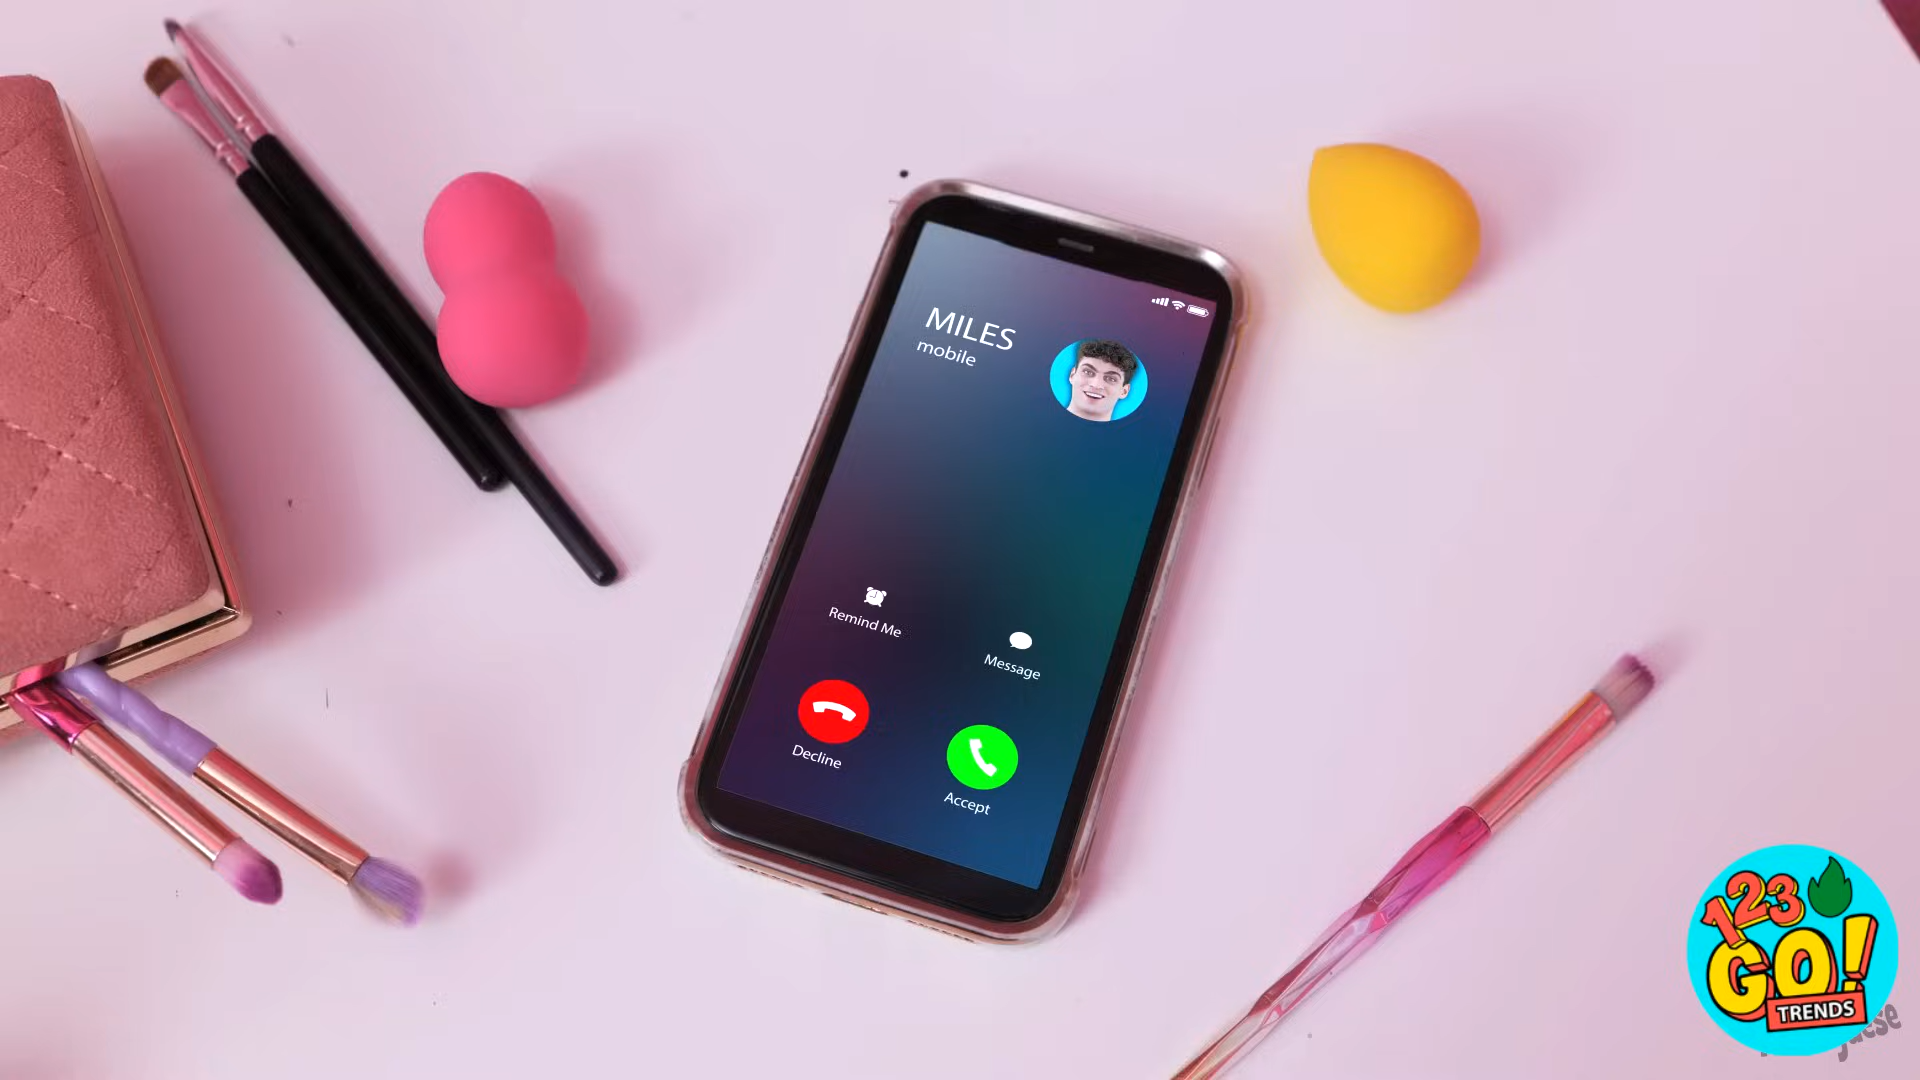 MILES
mobile
Remind Me
Message
Decline
Accept
123
GO!
TRENDS